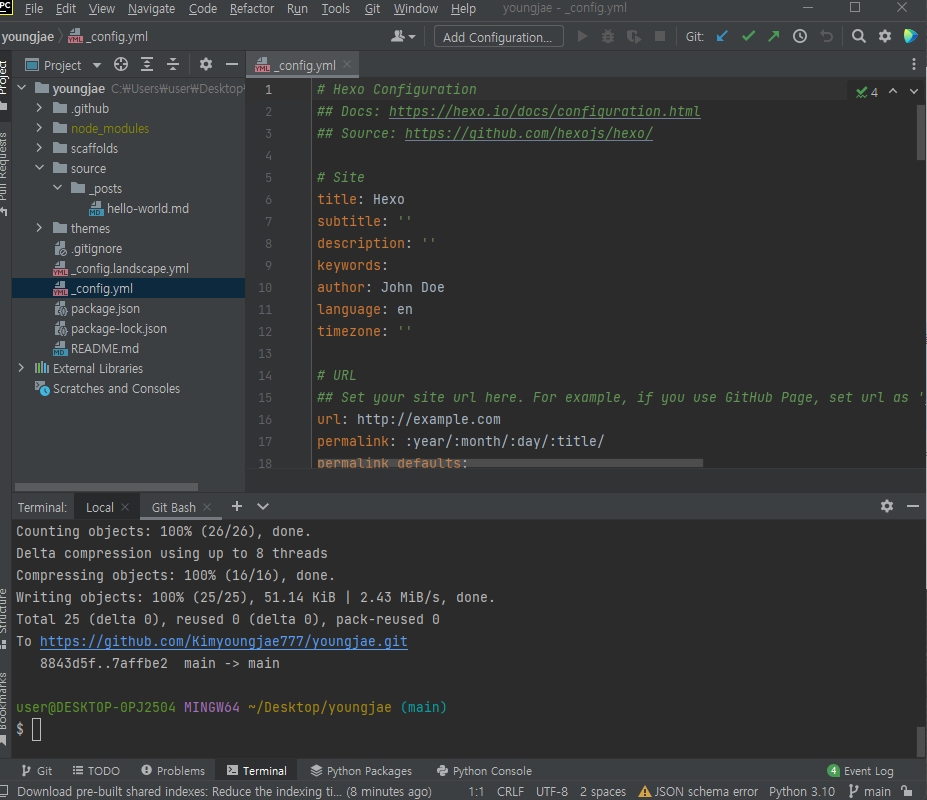 PC File Edit View Navigate Code Refactor Run Tools Git Window Help youngjae - _config.yml
youngjae _config.yml Add Configuration... Git:
Project
Pull Requests
Structure
Bookmarks
Project
youngjae C:₩Users₩user₩Desktop₩
.github
node_modules
scaffolds
source
_posts
hello-world.md
themes
.gitignore
_config.landscape.yml
_config.yml
package.json
package-lock.json
README.md
External Libraries
Scratches and Consoles
_config.yml
4
1 # Hexo Configuration
2 ## Docs: https://hexo.io/docs/configuration.html
3 ## Source: https://github.com/hexojs/hexo/
4
5 # Site
6 title: Hexo
7 subtitle: ''
8 description: ''
9 keywords:
10 author: John Doe
11 language: en
12 timezone: ''
13
14 # URL
15 ## Set your site url here. For example, if you use GitHub Page, set url as '
16 url: http://example.com
17 permalink: :year/:month/:day/:title/
18 permalink_defaults:
Terminal: Local Git Bash
Counting objects: 100% (26/26), done.
Delta compression using up to 8 threads
Compressing objects: 100% (16/16), done.
Writing objects: 100% (25/25), 51.14 KiB | 2.43 MiB/s, done.
Total 25 (delta 0), reused 0 (delta 0), pack-reused 0
To https://github.com/Kimyoungjae777/youngjae.git
8843d5f..7affbe2 main -> main
user@DESKTOP-0PJ2504 MINGW64 ~/Desktop/youngjae (main)
$
Git TODO Problems Terminal Python Packages Python Console 4 Event Log
Download pre-built shared indexes: Reduce the indexing ti... (8 minutes ago) 1:1 CRLF UTF-8 2 spaces JSON schema error Python 3.10 main